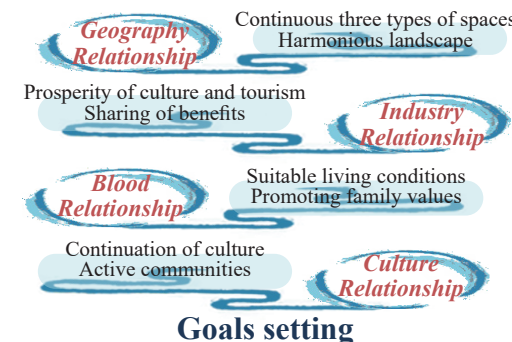 Geography
Relationship
Continuous three types of spaces
Harmonious landscape
Prosperity of culture and tourism
Sharing of benefits
Industry
Relationship
Blood
Relationship
Suitable living conditions
Promoting family values
Continuation of culture
Active communities
Culture
Relationship
Goals setting